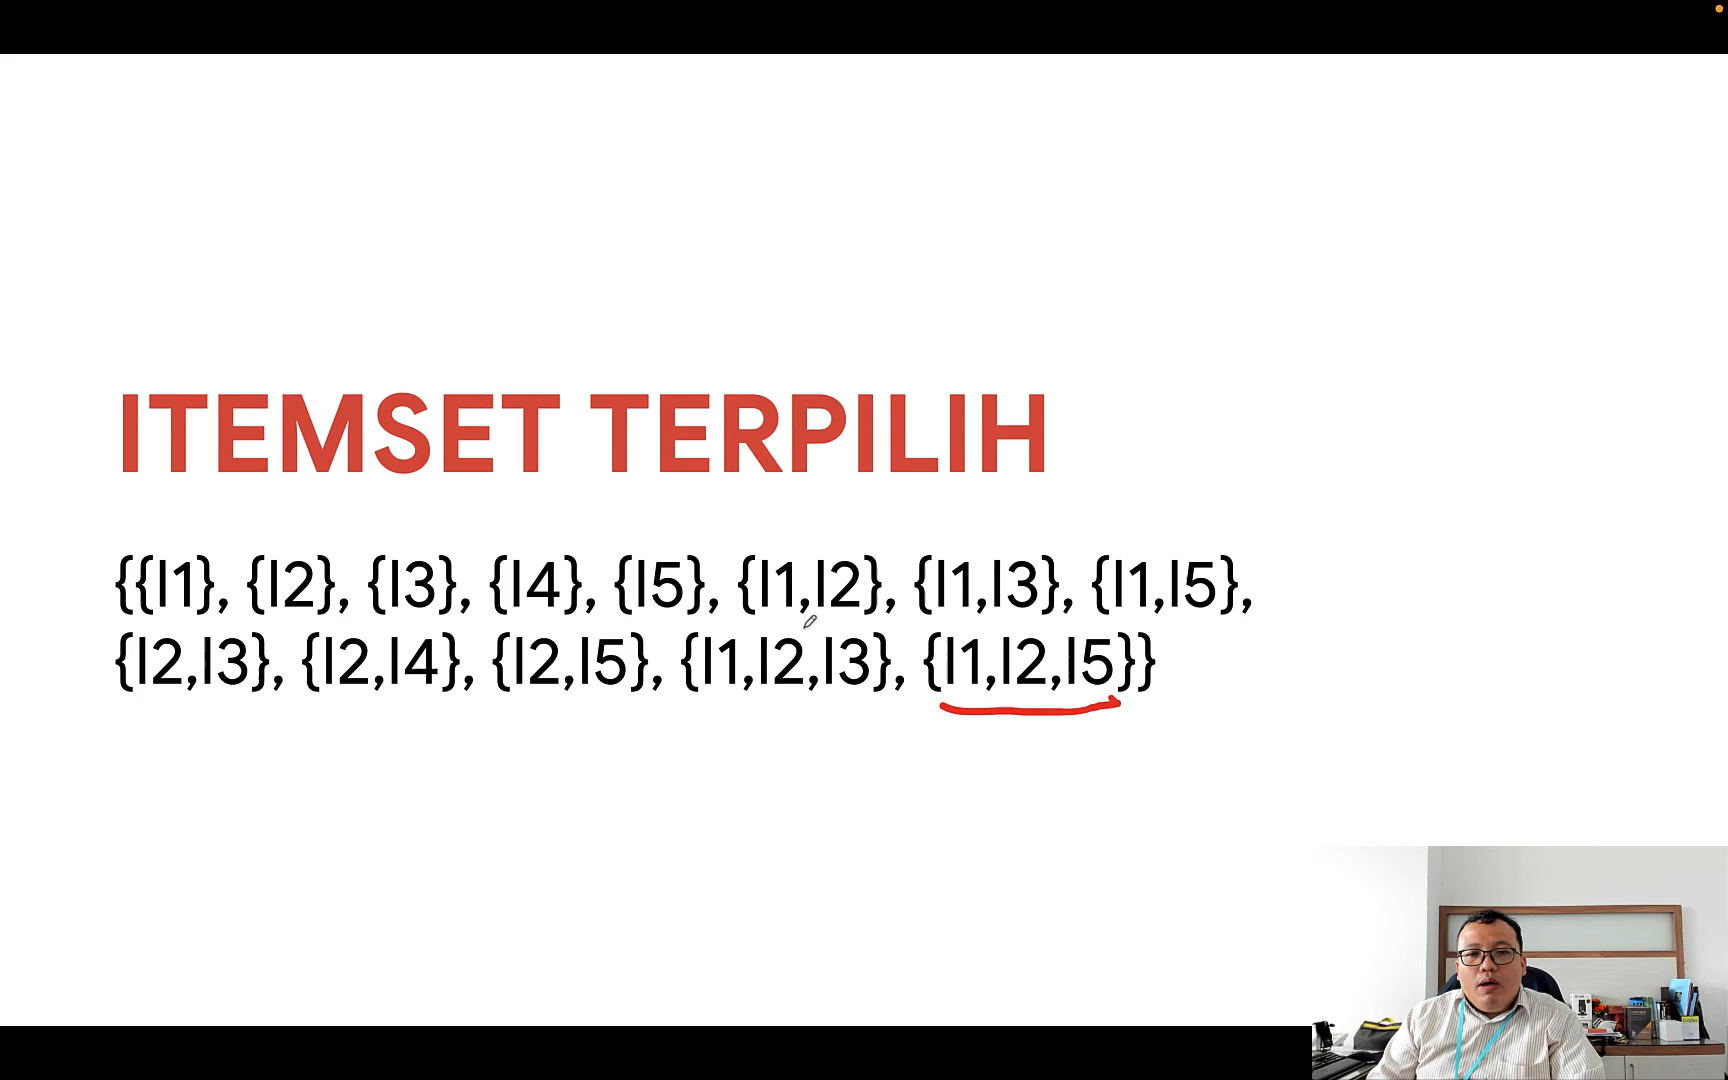 ITEMSET TERPILIH
{{I1}, {I2}, {I3}, {I4}, {I5}, {I1,I2}, {I1,I3}, {I1,I5},
{I2,I3}, {I2,I4}, {I2,I5}, {I1,I2,I3}, {I1,I2,I5}}